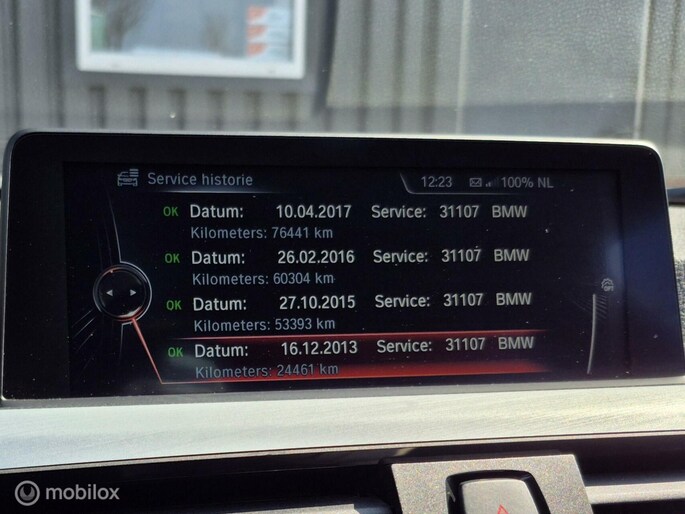 Service historie 12:23 100% NL
OK Datum: 10.04.2017 Service: 31107 BMW
Kilometers: 76441 km
OK Datum: 26.02.2016 Service: 31107 BMW
Kilometers: 60304 km
OK Datum: 27.10.2015 Service: 31107 BMW
Kilometers: 53393 km
OK Datum: 16.12.2013 Service: 31107 BMW
Kilometers: 24461 km
mobilox